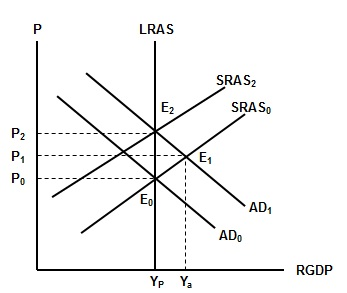 P
LRAS
SRAS2
SRAS0
E2
P2
P1
E1
P0
E0
AD1
AD0
RGDP
YP
Ya